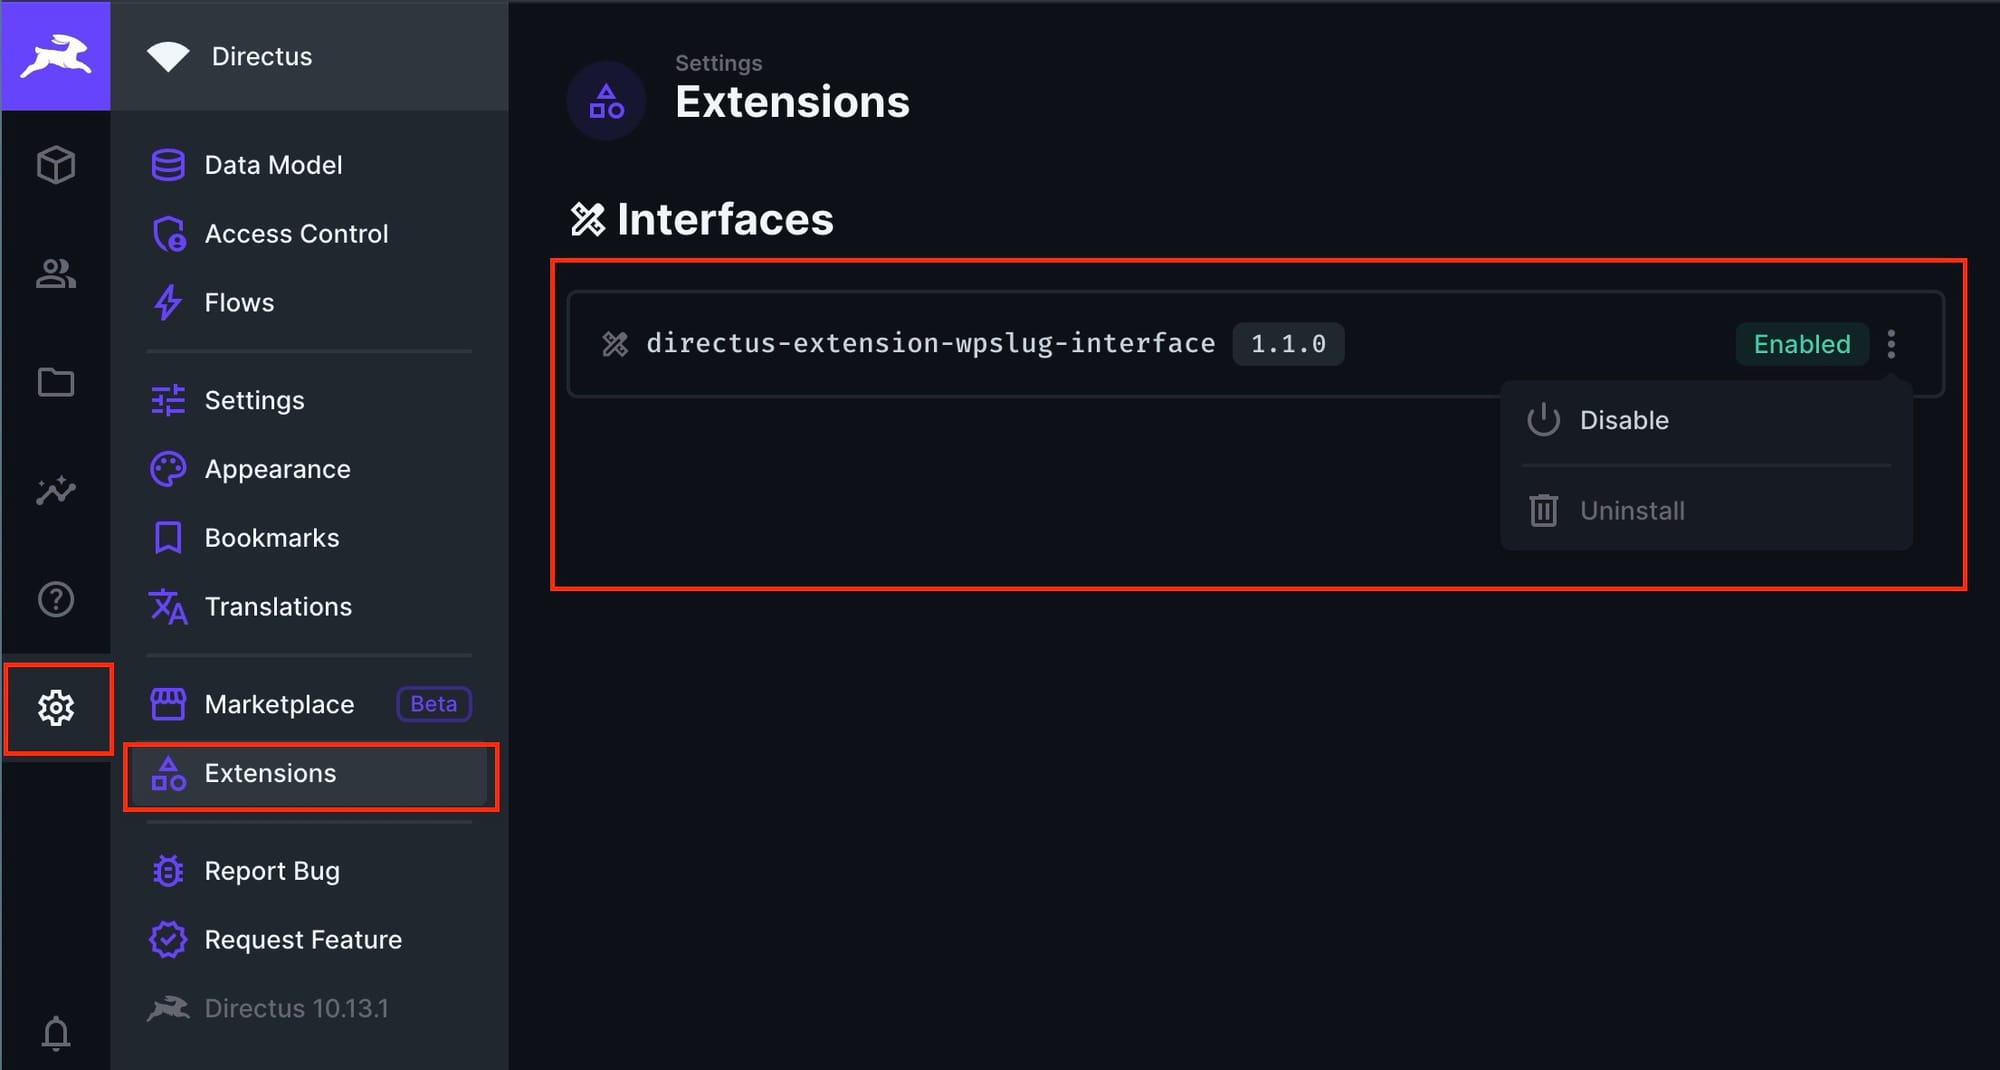 Directus
Data Model
Access Control
Flows
Settings
Appearance
Bookmarks
Translations
Marketplace Beta
Extensions
Report Bug
Request Feature
Directus 10.13.1
Settings
Extensions
Interfaces
directus-extension-wpslug-interface 1.1.0 Enabled
Disable
Uninstall